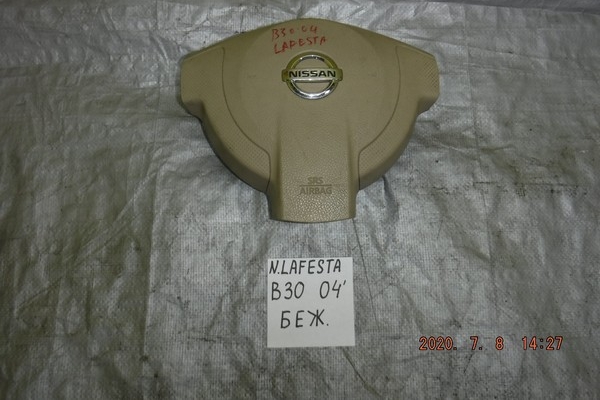 B30·04
LAFESTA
NISSAN
SRS
AIRBAG
N.LAFESTA
B30 04'
БЕЖ.
2020. 7. 8 14:27